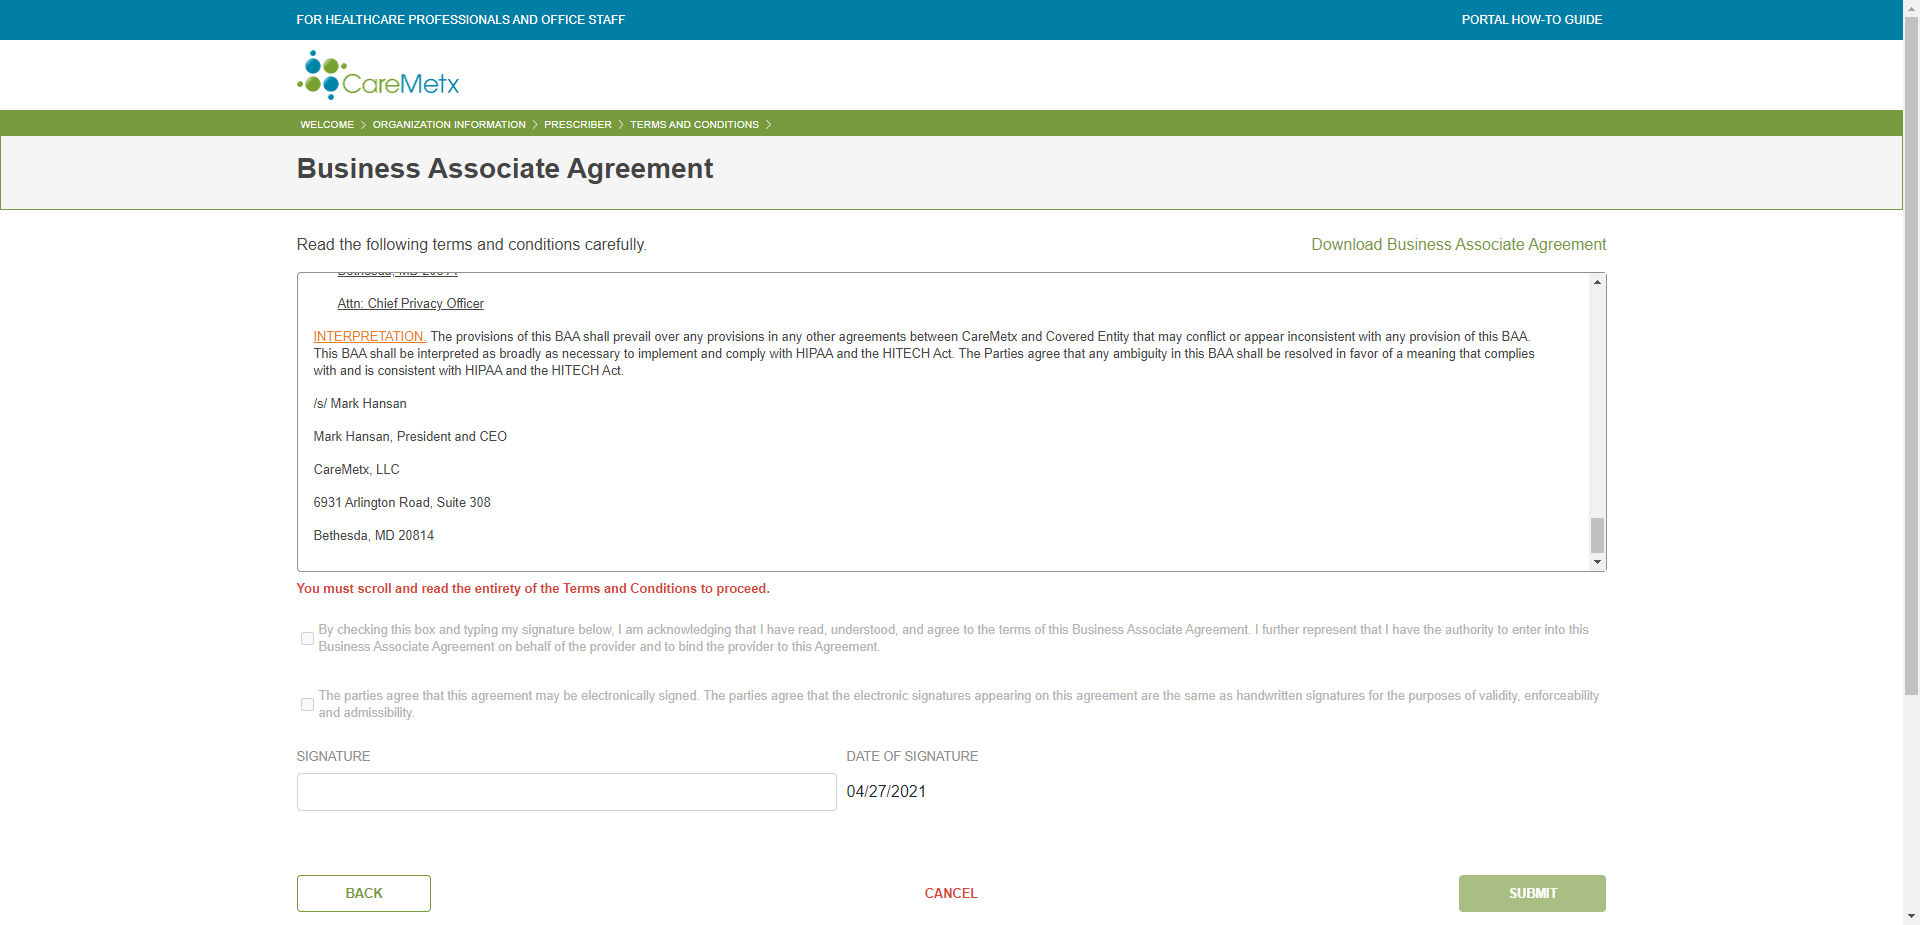 FOR HEALTHCARE PROFESSIONALS AND OFFICE STAFF
PORTAL HOW-TO GUIDE
CareMetx
WELCOME > ORGANIZATION INFORMATION > PRESCRIBER > TERMS AND CONDITIONS >
Business Associate Agreement
Read the following terms and conditions carefully.
Download Business Associate Agreement
Bethesda, MD 20814
Attn: Chief Privacy Officer
INTERPRETATION. The provisions of this BAA shall prevail over any provisions in any other agreements between CareMetx and Covered Entity that may conflict or appear inconsistent with any provision of this BAA.
This BAA shall be interpreted as broadly as necessary to implement and comply with HIPAA and the HITECH Act. The Parties agree that any ambiguity in this BAA shall be resolved in favor of a meaning that complies
with and is consistent with HIPAA and the HITECH Act.
/s/ Mark Hansan
Mark Hansan, President and CEO
CareMetx, LLC
6931 Arlington Road, Suite 308
Bethesda, MD 20814
You must scroll and read the entirety of the Terms and Conditions to proceed.
By checking this box and typing my signature below, I am acknowledging that I have read, understood, and agree to the terms of this Business Associate Agreement. I further represent that I have the authority to enter into this
Business Associate Agreement on behalf of the provider and to bind the provider to this Agreement.
The parties agree that this agreement may be electronically signed. The parties agree that the electronic signatures appearing on this agreement are the same as handwritten signatures for the purposes of validity, enforceability
and admissibility.
SIGNATURE
DATE OF SIGNATURE
04/27/2021
BACK
CANCEL
SUBMIT